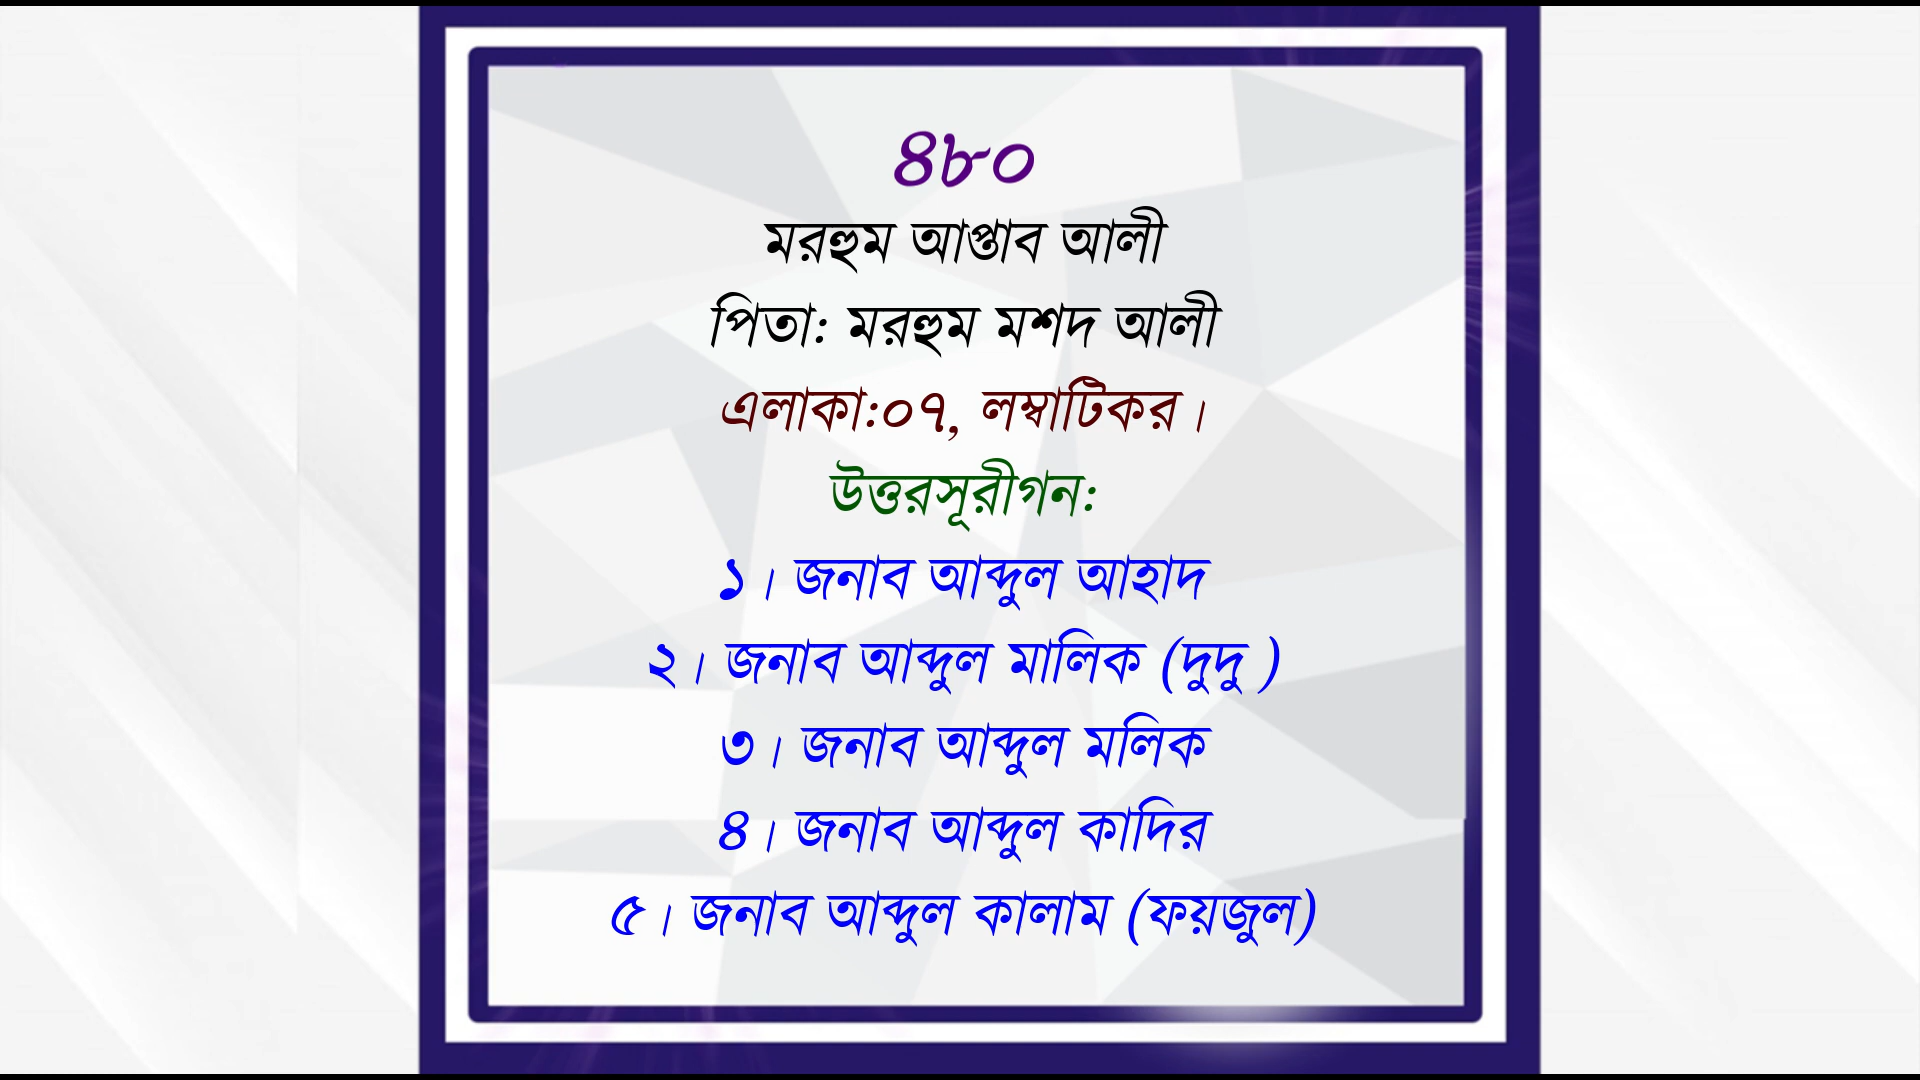 ৪৮০
মরহুম আপ্তাব আলী
পিতা: মরহুম মশদ আলী
এলাকা:০৭, লম্বাটিকর।
উত্তরসূরীগন:
১। জনাব আব্দুল আহাদ
২। জনাব আব্দুল মালিক (দুদু )
৩। জনাব আব্দুল মলিক
৪। জনাব আব্দুল কাদির
৫। জনাব আব্দুল কালাম (ফয়জুল)